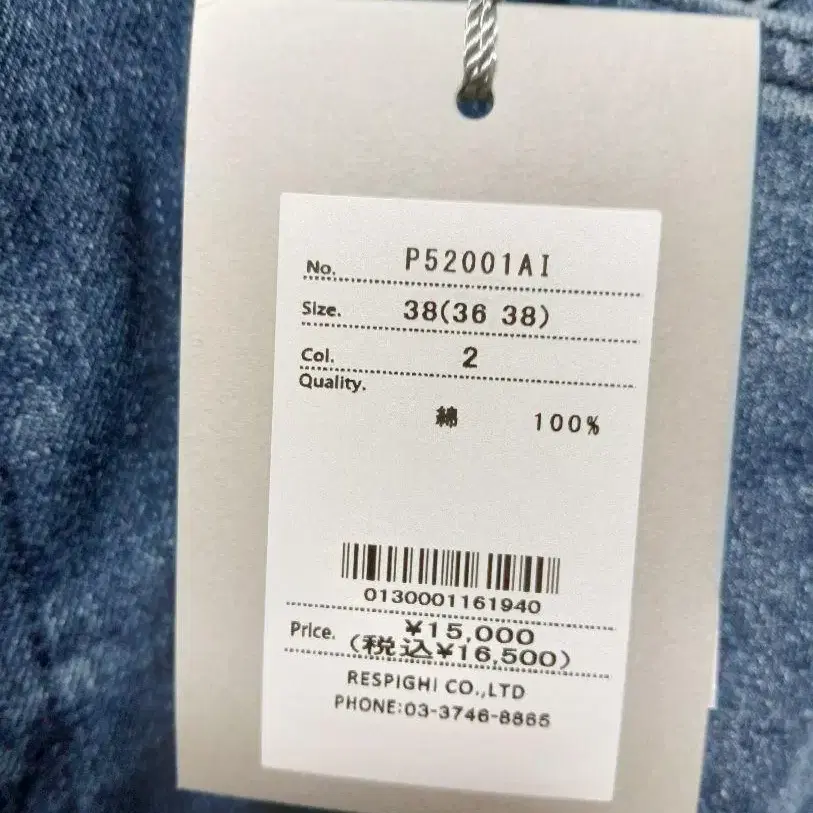 No. P52001AI
Size. 38(36 38)
Col. 2
Quality.
綿 100%
0130001161940
Price. ¥15,000
(税込¥16,500)
RESPIGHI CO.,LTD
PHONE:03-3746-8865